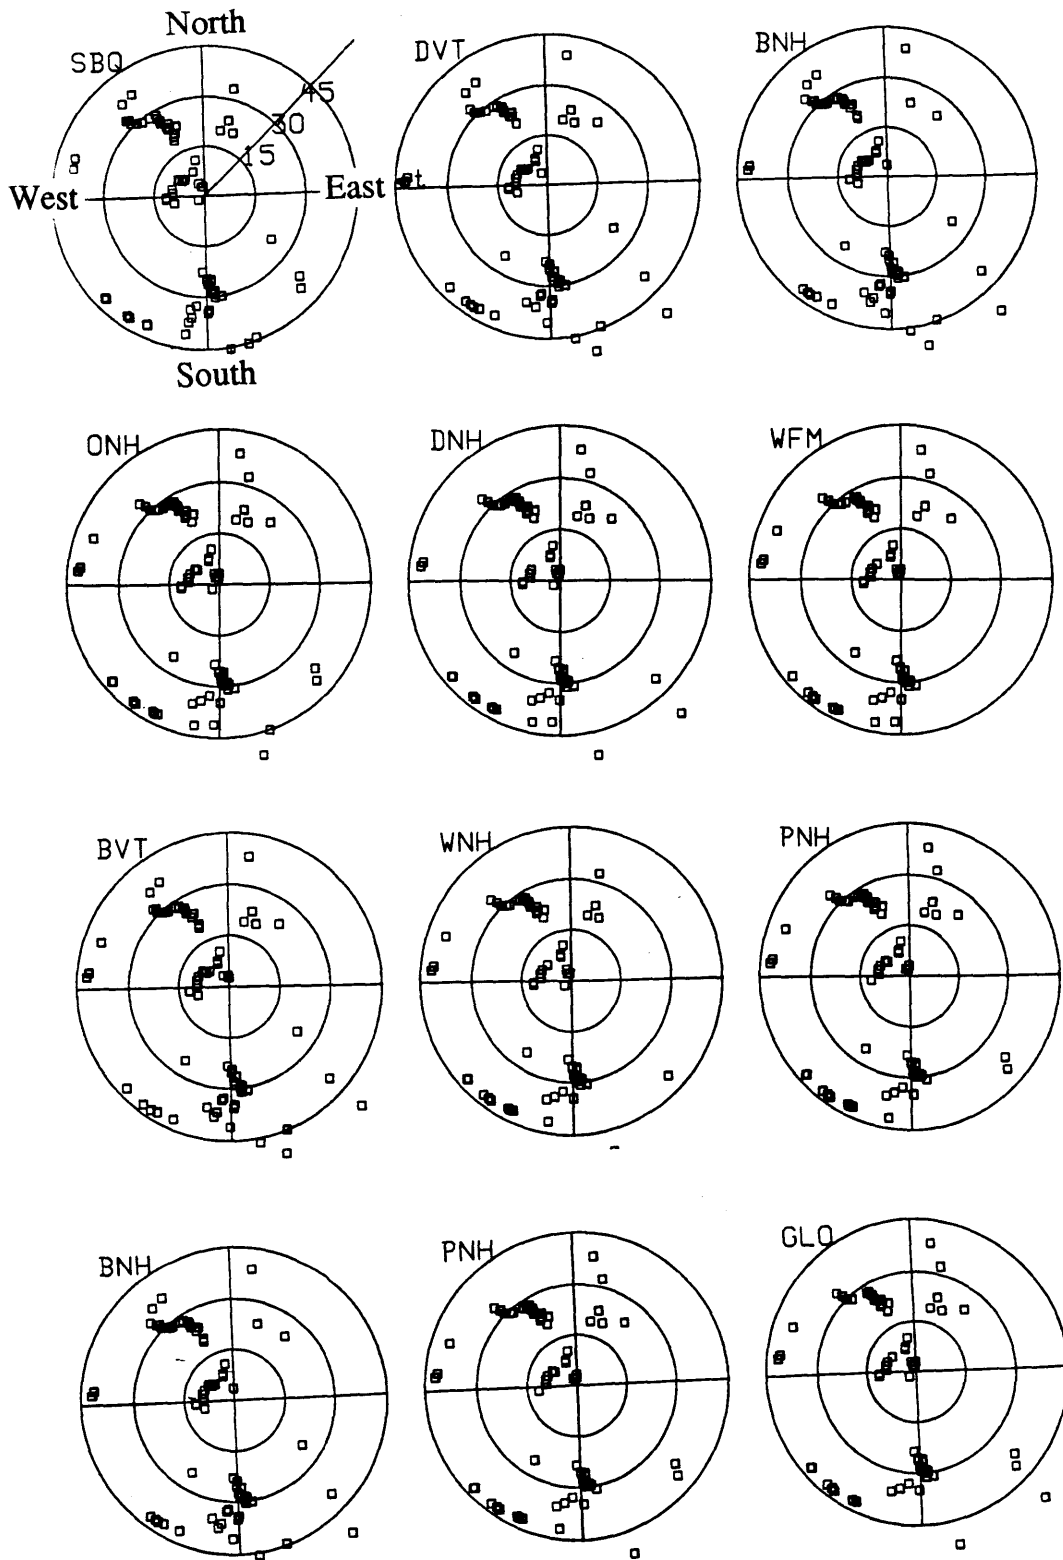 North
SBQ
45
30
15
West
East
t
South
DVT
BNH
ONH
DNH
WFM
BVT
WNH
PNH
BNH
PNH
GLO